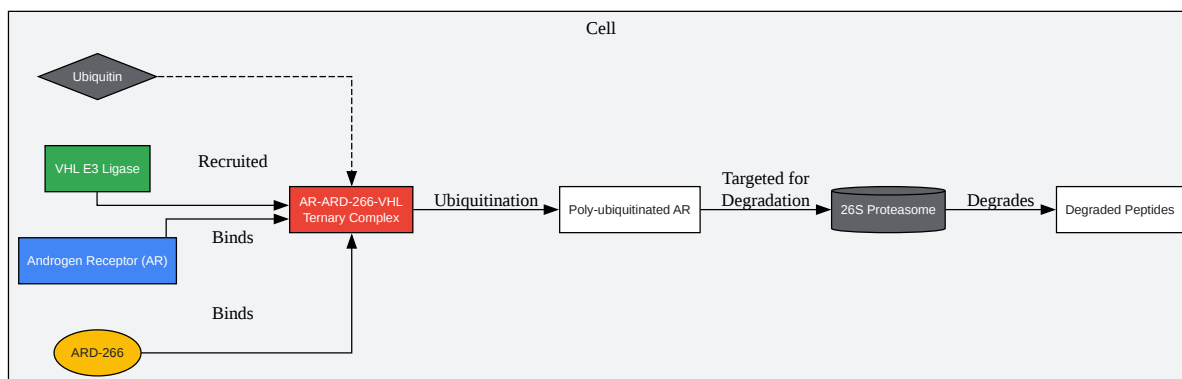 Cell
Ubiquitin
VHL E3 Ligase
Recruited
AR-ARD-266-VHL
Ternary Complex
Ubiquitination
Poly-ubiquitinated AR
Targeted for
Degradation
26S Proteasome
Degrades
Degraded Peptides
Binds
Androgen Receptor (AR)
Binds
ARD-266